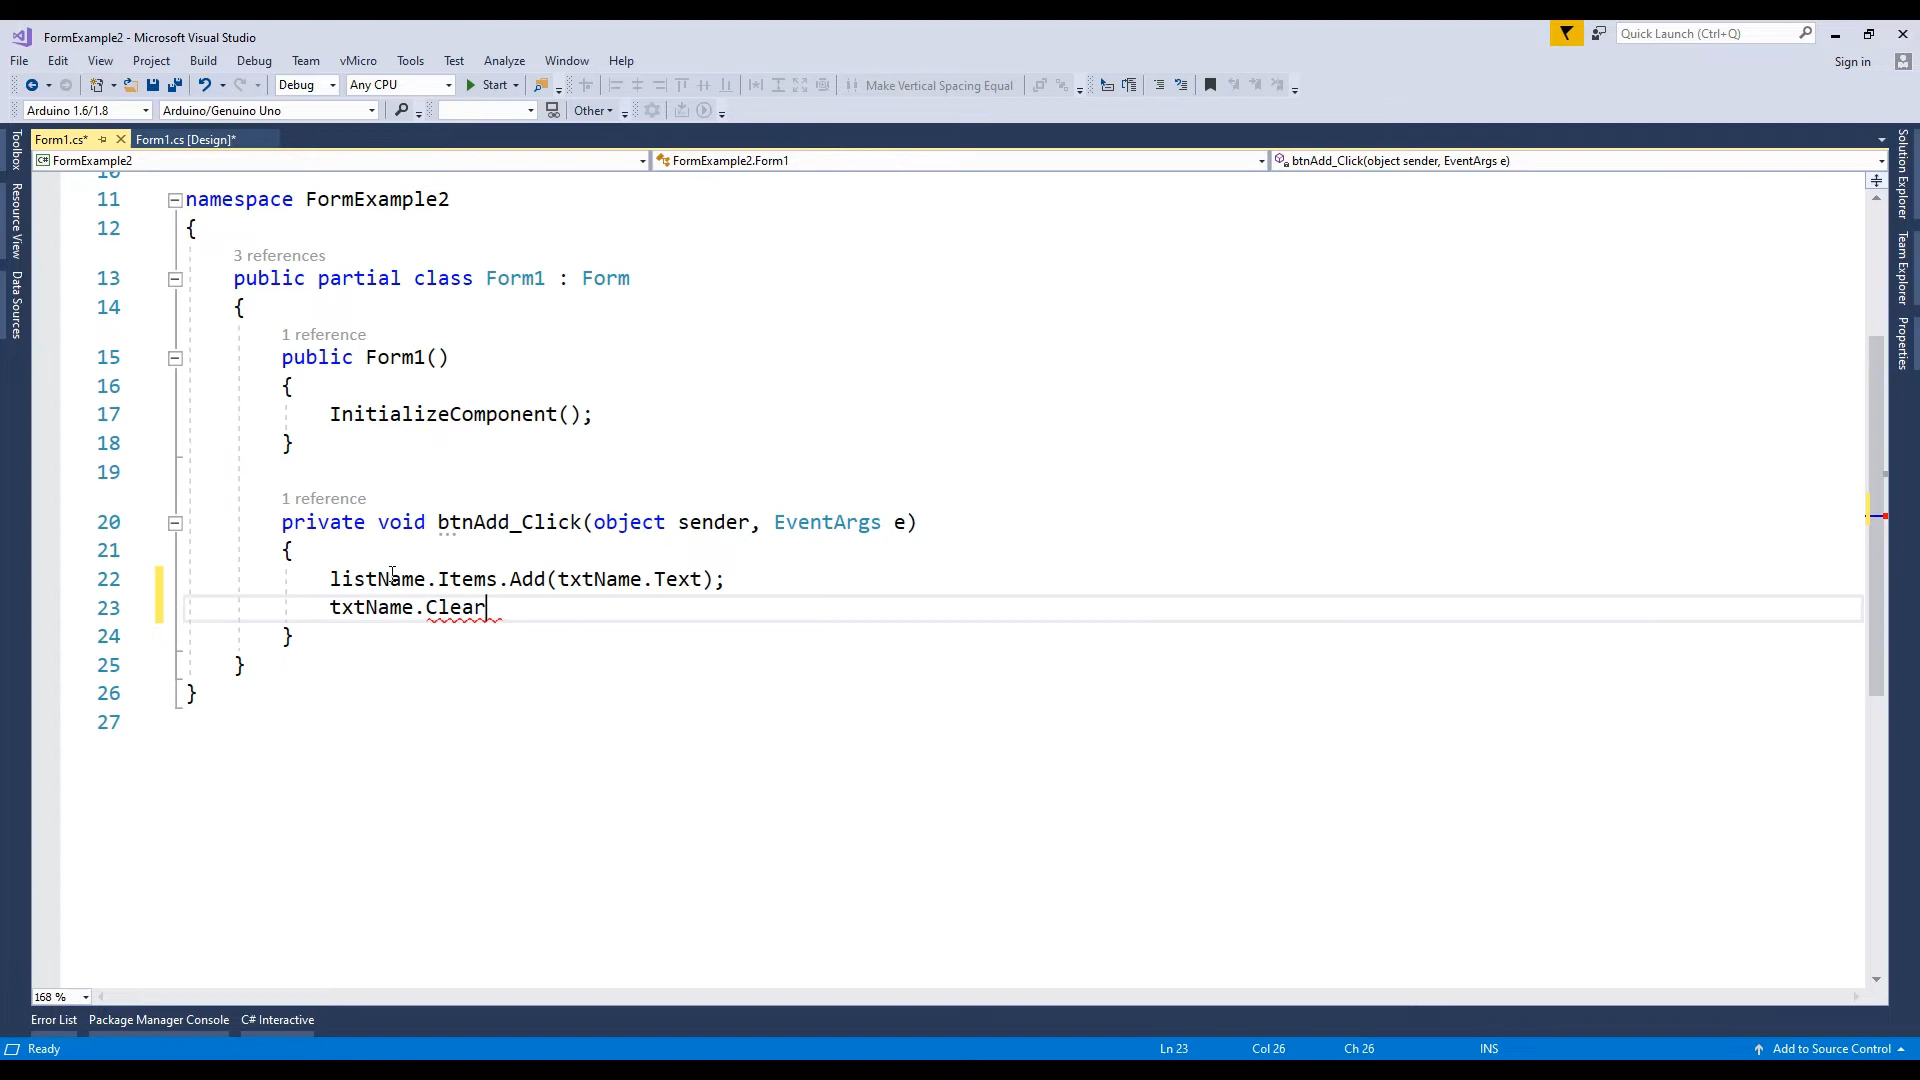 FormExample2 - Microsoft Visual Studio
Quick Launch (Ctrl+Q)
File Edit View Project Build Debug Team vMicro Tools Test Analyze Window Help
Sign in
Debug Any CPU Start Make Vertical Spacing Equal
Arduino 1.6/1.8 Arduino/Genuino Uno Other
Form1.cs* Form1.cs [Design]*
C# FormExample2 FormExample2.Form1 btnAdd_Click(object sender, EventArgs e)
Toolbox
Resource View
Data Sources
Solution Explorer
Team Explorer
Properties
10
11 namespace FormExample2
12 {
3 references
13 public partial class Form1 : Form
14 {
1 reference
15 public Form1()
16 {
17 InitializeComponent();
18 }
19
1 reference
20 private void btnAdd_Click(object sender, EventArgs e)
21 {
22 listName.Items.Add(txtName.Text);
23 txtName.Clear
24 }
25 }
26 }
27
168 %
Error List Package Manager Console C# Interactive
Ready Ln 23 Col 26 Ch 26 INS Add to Source Control